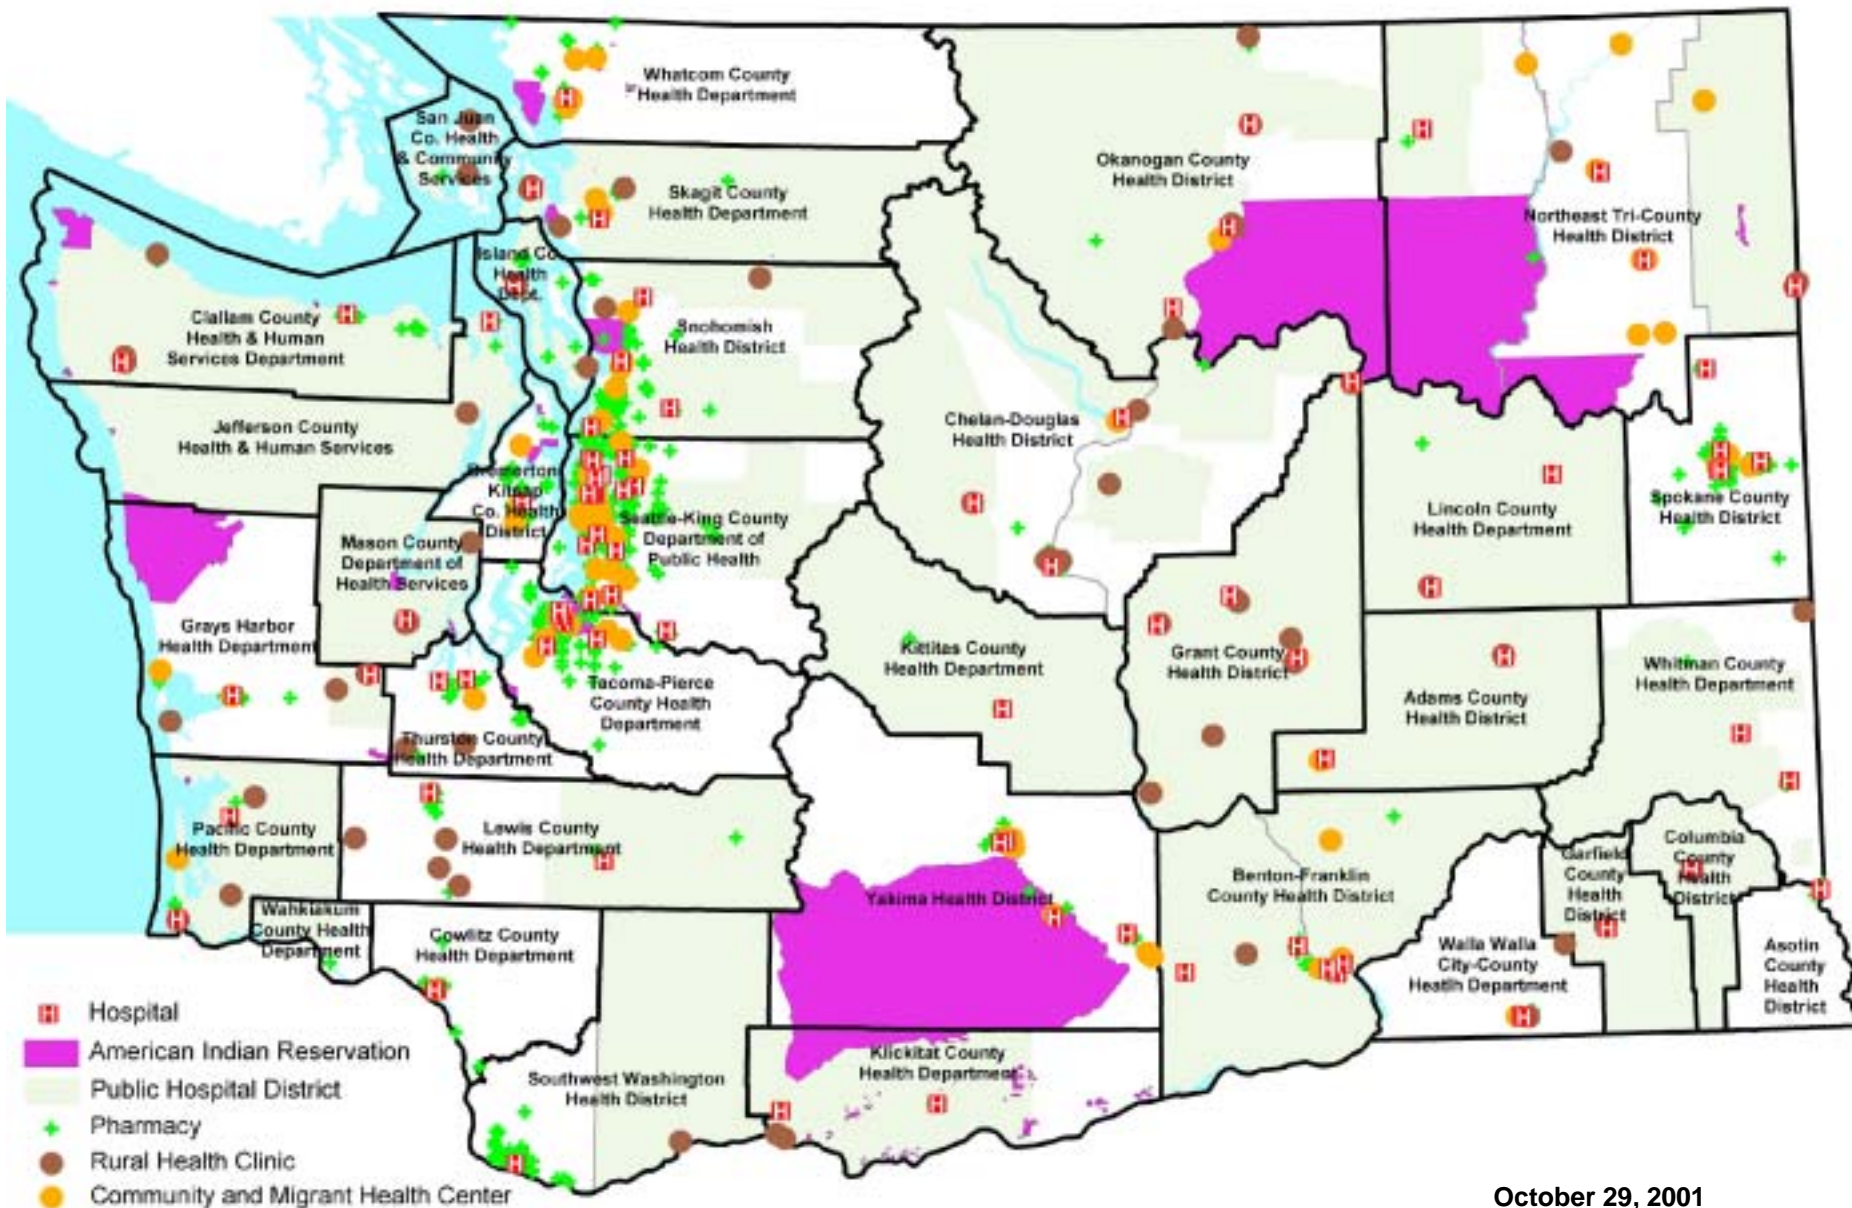 Whatcom County
Health Department
San Juan
Co. Health
& Community
Services
Skagit County
Health Department
Okanogan County
Health District
Northeast Tri-County
Health District
Island Co.
Health
Dept.
Clallam County
Health & Human
Services Department
Snohomish
Health District
Chelan-Douglas
Health District
Jefferson County
Health & Human Services
Bremerton
Kitsap
Co. Health
District
Seattle-King County
Department of
Public Health
Lincoln County
Health Department
Spokane County
Health District
Mason County
Department of
Health Services
Grays Harbor
Health Department
Kittitas County
Health Department
Grant County
Health District
Adams County
Health District
Whitman County
Health Department
Tacoma-Pierce
County Health
Department
Thurston County
Health Department
Pacific County
Health Department
Lewis County
Health Department
Yakima Health District
Benton-Franklin
County Health District
Garfield
County
Health
District
Columbia
County
Health
District
Wahkiakum
County Health
Department
Cowlitz County
Health Department
Walla Walla
City-County
Heatlh Department
Asotin
County
Health
District
Southwest Washington
Health District
Klickitat County
Health Department
H Hospital
American Indian Reservation
Public Hospital District
Pharmacy
Rural Health Clinic
Community and Migrant Health Center
October 29, 2001